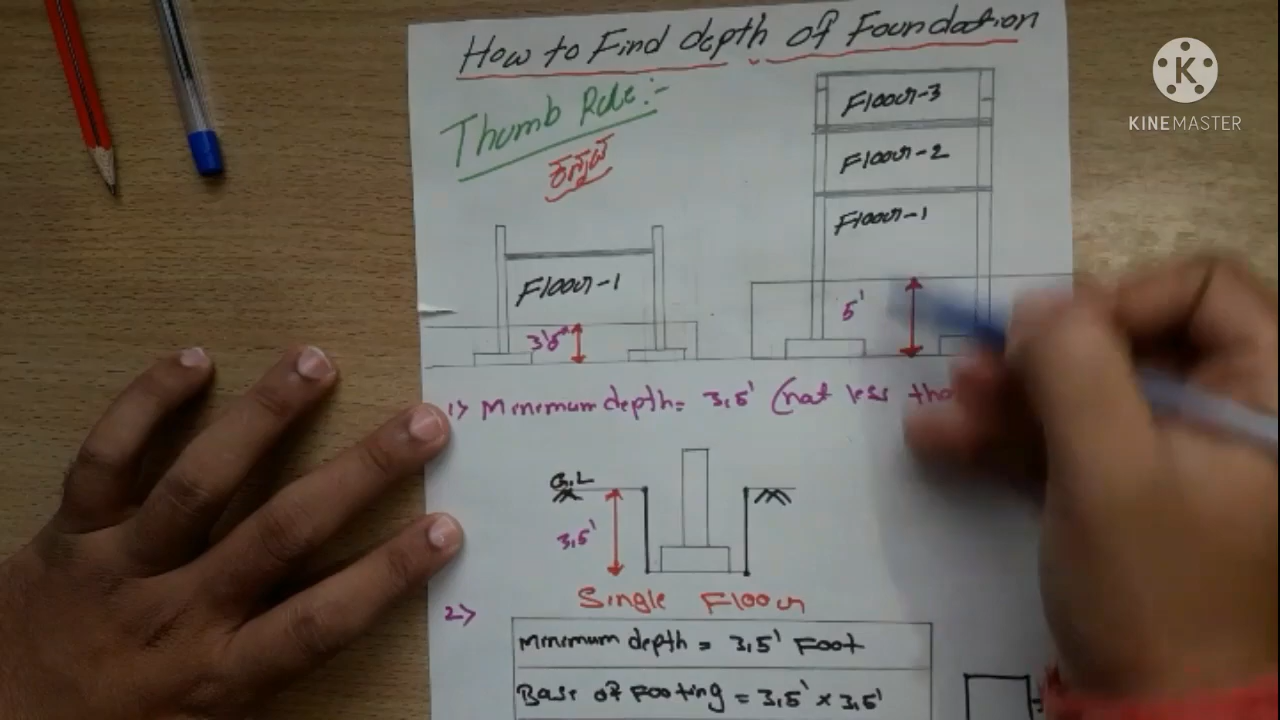 How to Find depth of Foundation
Thumb Rule:-
ಕನ್ನಡ
Floor-3
Floor-2
Floor-1
Floor-1
5'
3'5"
1) Minimum depth = 3.5' (not less
G.L
3.5'
Single Floor
2)
Minimum depth = 3.5' Foot
Base of Footing = 3.5' x 3.5'
K
KINEMASTER